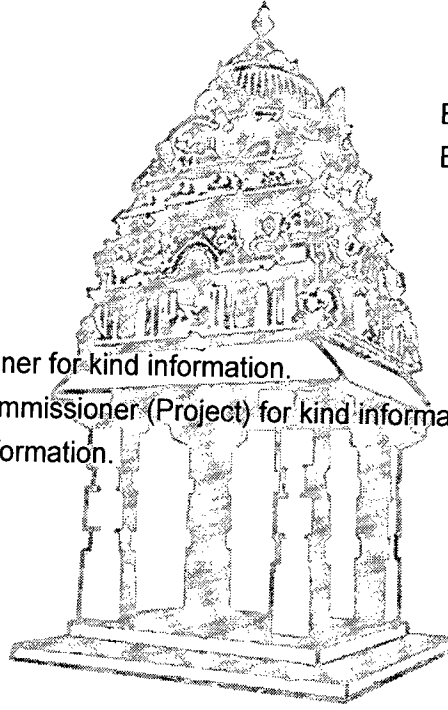 E
E
ner for kind information.
mmissioner (Project) for kind informa
formation.